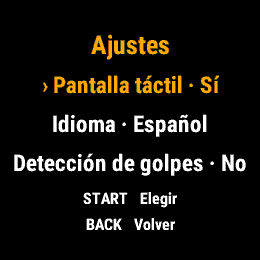 Ajustes
› Pantalla táctil · Sí
Idioma · Español
Detección de golpes · No
START Elegir
BACK Volver